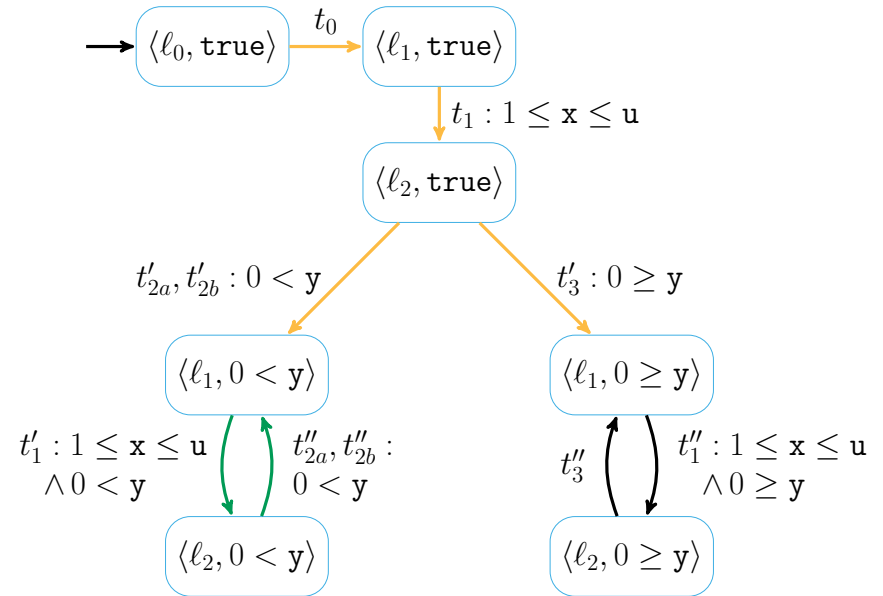 t₀
⟨ℓ₀, true⟩
⟨ℓ₁, true⟩
t₁ : 1 ≤ x ≤ u
⟨ℓ₂, true⟩
t′₂ₐ, t′₂b : 0 < y
t′₃ : 0 ≥ y
⟨ℓ₁, 0 < y⟩
⟨ℓ₁, 0 ≥ y⟩
t′₁ : 1 ≤ x ≤ u
∧ 0 < y
t″₂ₐ, t″₂b :
0 < y
t″₃
t″₁ : 1 ≤ x ≤ u
∧ 0 ≥ y
⟨ℓ₂, 0 < y⟩
⟨ℓ₂, 0 ≥ y⟩